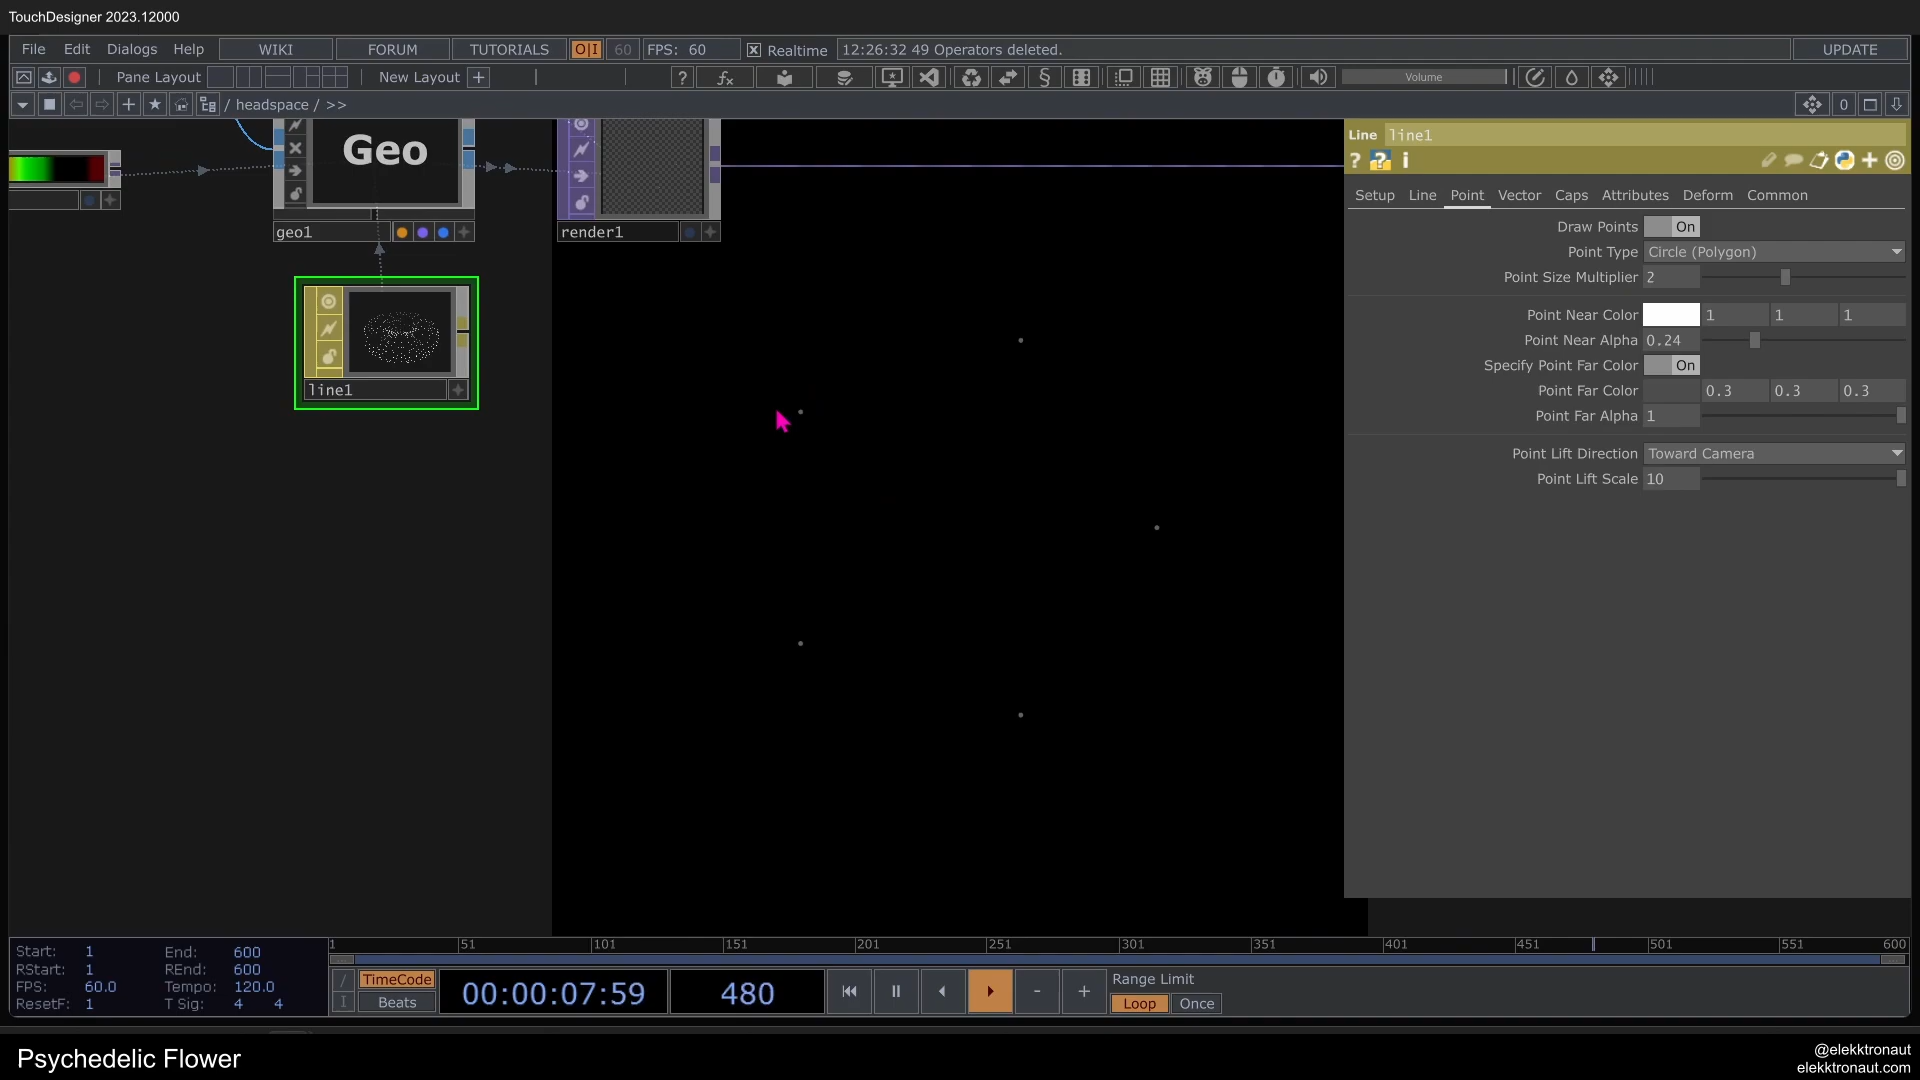 TouchDesigner 2023.12000
File Edit Dialogs Help WIKI FORUM TUTORIALS O|I 60 FPS: 60 Realtime 12:26:32 49 Operators deleted. UPDATE
Pane Layout New Layout + ? fx § Volume
/ headspace / >> 0
Geo
geo1
render1
line1
Line line1
? ? i
Setup Line Point Vector Caps Attributes Deform Common
Draw Points On
Point Type Circle (Polygon)
Point Size Multiplier 2
Point Near Color 1 1 1
Point Near Alpha 0.24
Specify Point Far Color On
Point Far Color 0.3 0.3 0.3
Point Far Alpha 1
Point Lift Direction Toward Camera
Point Lift Scale 10
1 51 101 151 201 251 301 351 401 451 501 551 600
Start: 1 End: 600
RStart: 1 REnd: 600
FPS: 60.0 Tempo: 120.0
ResetF: 1 T Sig: 4 4
/ TimeCode
I Beats
00:00:07:59
480
- +
Range Limit
Loop Once
Psychedelic Flower
@elekktronaut
elekktronaut.com